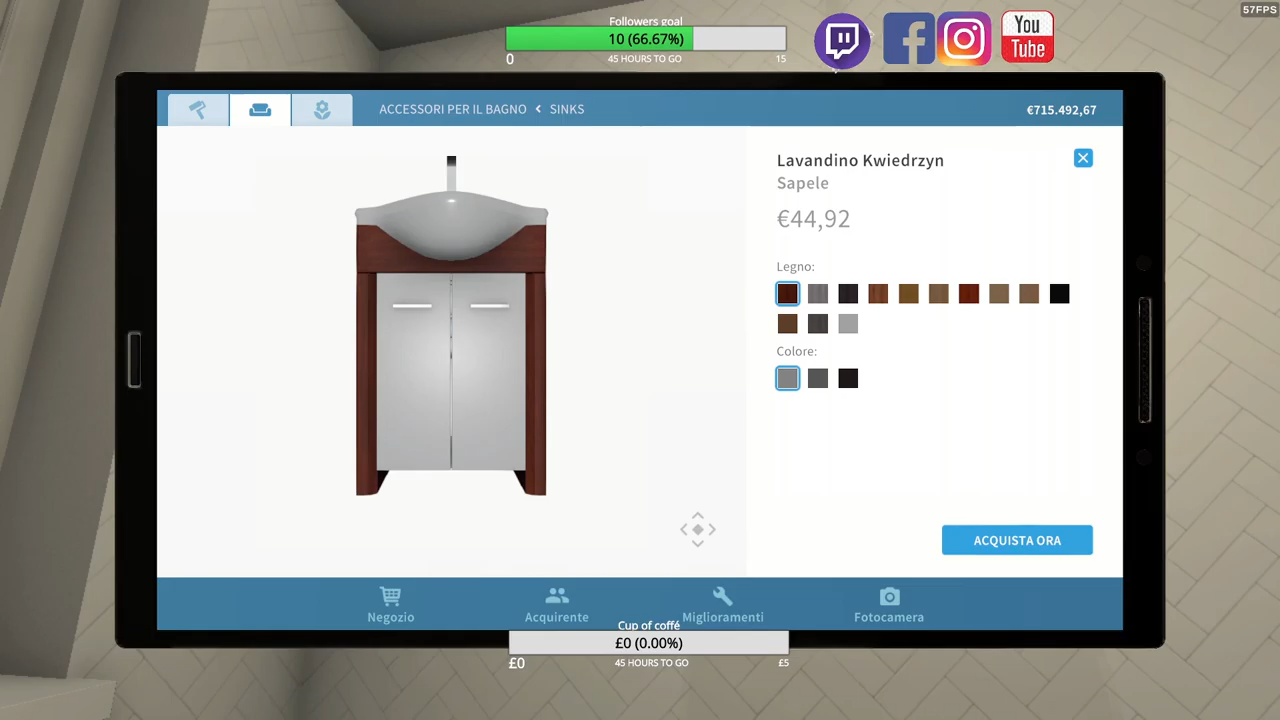 57FPS
Followers goal
10 (66.67%)
0
45 HOURS TO GO
15
You
Tube
ACCESSORI PER IL BAGNO < SINKS
€715.492,67
Lavandino Kwiedrzyn
Sapele
€44,92
Legno:
Colore:
ACQUISTA ORA
Negozio
Acquirente
Miglioramenti
Fotocamera
Cup of coffé
£0 (0.00%)
£0
45 HOURS TO GO
£5